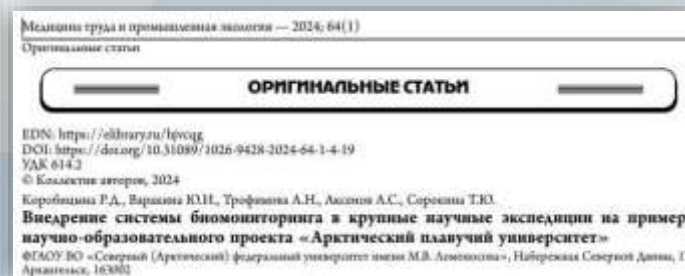 Медицина труда и промышленная экология — 2024; 64(1)
Оригинальные статьи
ОРИГИНАЛЬНЫЕ СТАТЬИ
EDN: https://elibrary.ru/hjvcqg
DOI: https://doi.org/10.31089/1026-9428-2024-64-1-4-19
УДК 614.2
© Коллектив авторов, 2024
Коробицына Р.Д., Варакина Ю.И., Трофимова А.Н., Аксенов А.С., Сорокина Т.Ю.
Внедрение системы биомониторинга в крупные научные экспедиции на пример
научно-образовательного проекта «Арктический плавучий университет»
ФГАОУ ВО «Северный (Арктический) федеральный университет имени М.В. Ломоносова», Набережная Северной Двины, 1
Архангельск, 163002